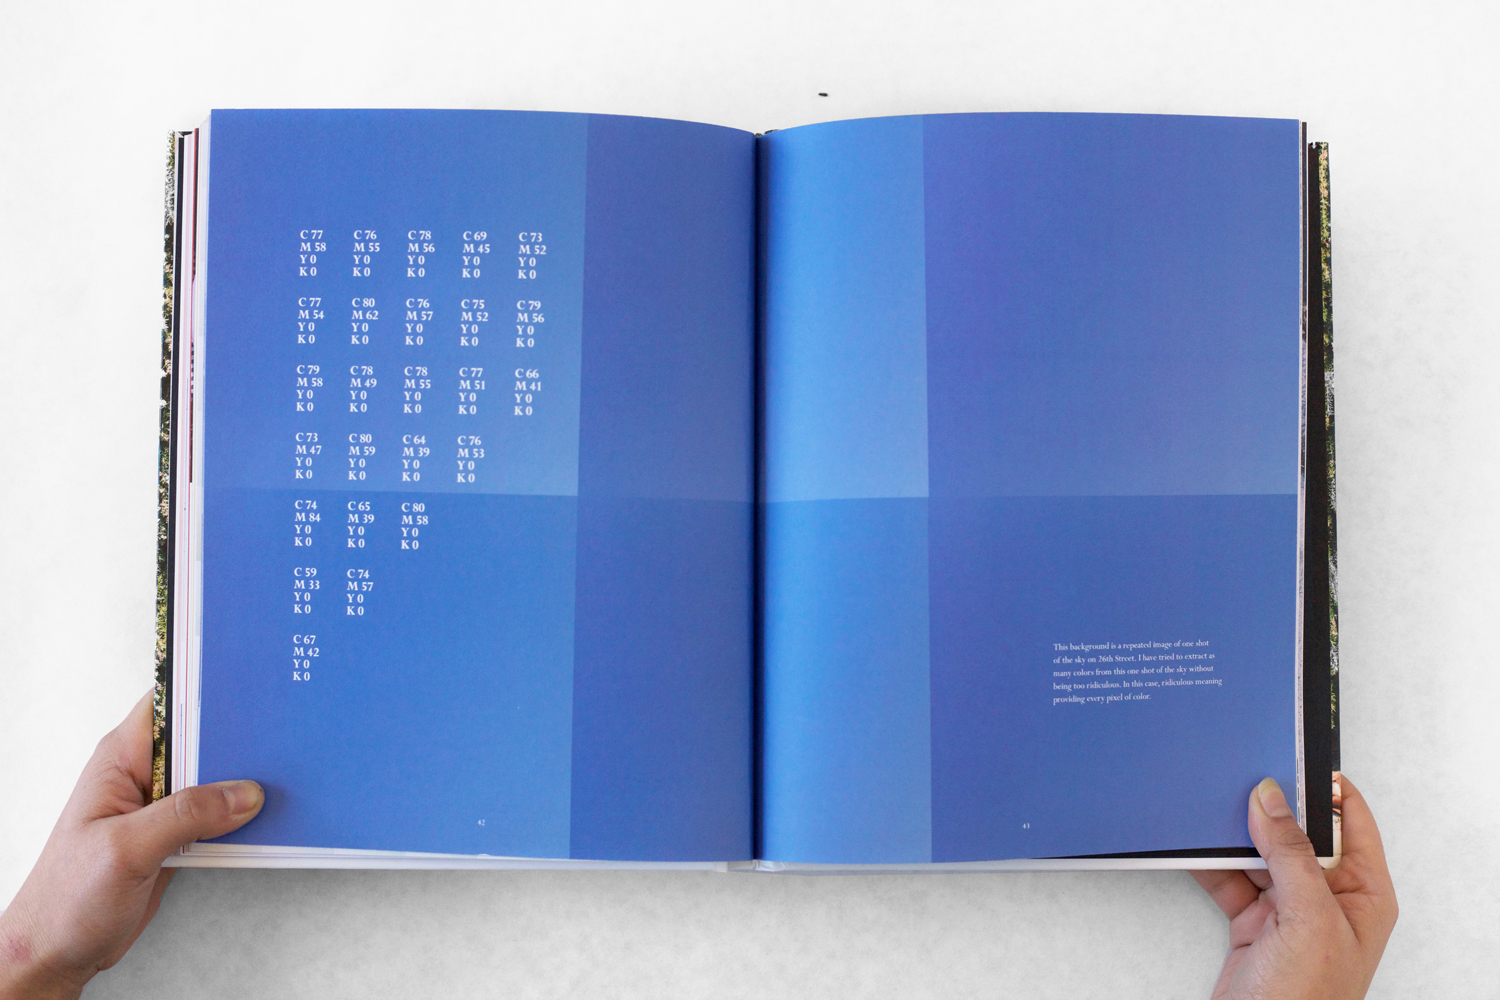 C 77 C 76 C 78 C 69 C 73
M 58 M 55 M 56 M 45 M 52
Y 0 Y 0 Y 0 Y 0 Y 0
K 0 K 0 K 0 K 0 K 0
C 77 C 80 C 76 C 75 C 79
M 54 M 62 M 57 M 52 M 56
Y 0 Y 0 Y 0 Y 0 Y 0
K 0 K 0 K 0 K 0 K 0
C 79 C 78 C 78 C 77 C 66
M 58 M 49 M 55 M 51 M 41
Y 0 Y 0 Y 0 Y 0 Y 0
K 0 K 0 K 0 K 0 K 0
C 73 C 80 C 64 C 76
M 47 M 59 M 39 M 53
Y 0 Y 0 Y 0 Y 0
K 0 K 0 K 0 K 0
C 74 C 65 C 80
M 84 M 39 M 58
Y 0 Y 0 Y 0
K 0 K 0 K 0
C 59 C 74
M 33 M 57
Y 0 Y 0
K 0 K 0
C 67
M 42
Y 0
K 0
42
This background is a repeated image of one shot
of the sky on 26th Street. I have tried to extract as
many colors from this one shot of the sky without
being too ridiculous. In this case, ridiculous meaning
providing every pixel of color.
43